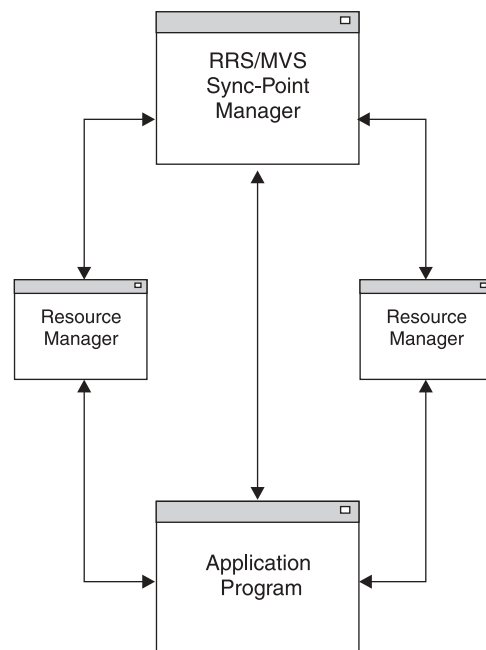 RRS/MVS
Sync-Point
Manager
Resource
Manager
Resource
Manager
Application
Program